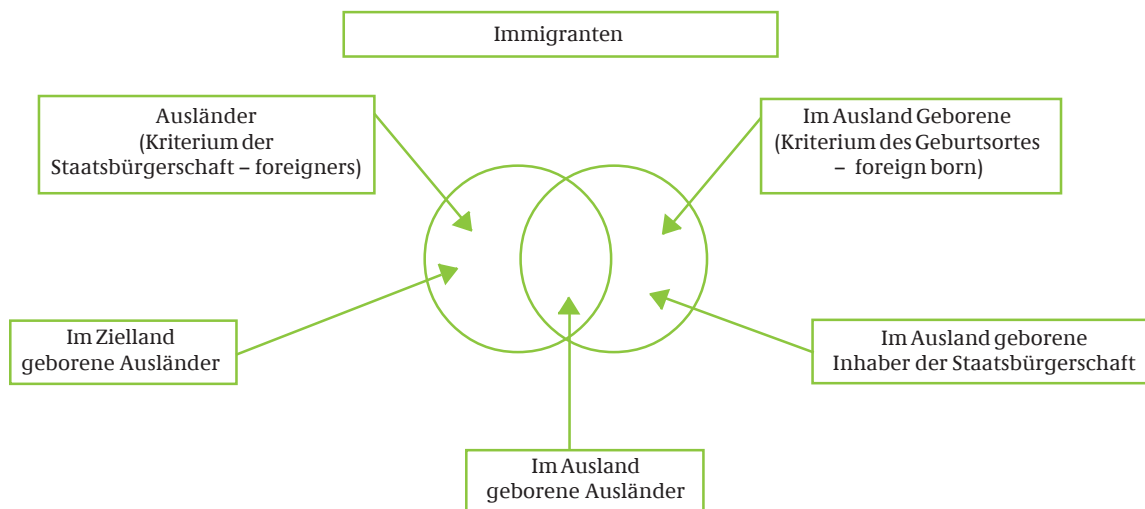 Immigranten
Ausländer
(Kriterium der
Staatsbürgerschaft – foreigners)
Im Ausland Geborene
(Kriterium des Geburtsortes
– foreign born)
Im Zielland
geborene Ausländer
Im Ausland geborene
Inhaber der Staatsbürgerschaft
Im Ausland
geborene Ausländer